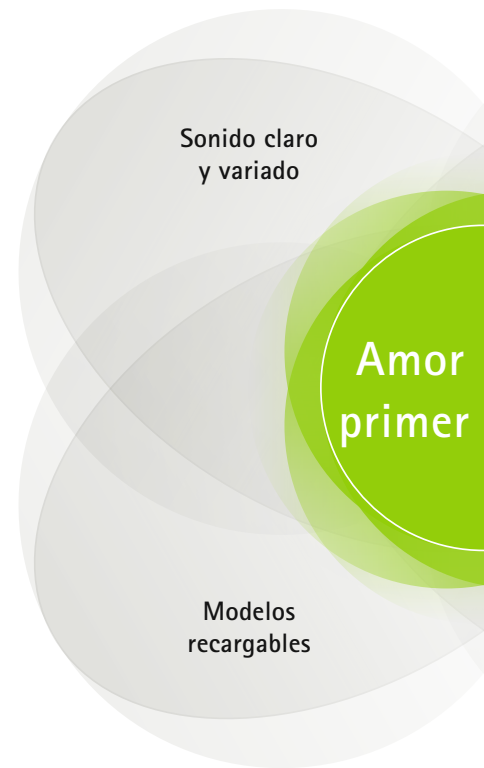 Sonido claro
y variado
Amor
primer
Modelos
recargables